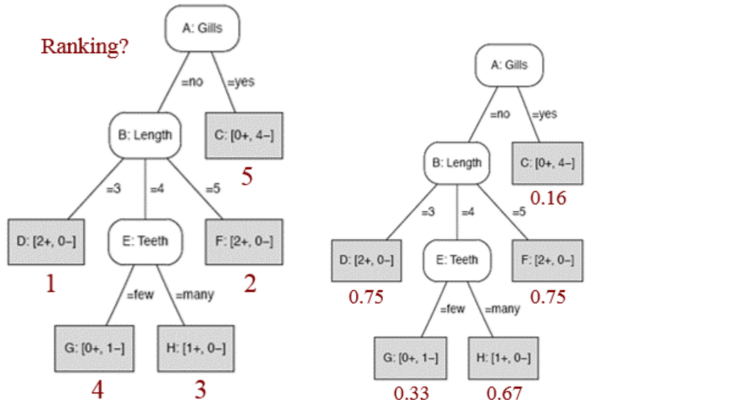 Ranking?
A: Gills
=no
=yes
B: Length
C: [0+, 4−]
5
=3
=4
=5
D: [2+, 0−]
E: Teeth
F: [2+, 0−]
1
2
=few
=many
G: [0+, 1−]
H: [1+, 0−]
4
3
A: Gills
=no
=yes
B: Length
C: [0+, 4−]
0.16
=3
=4
=5
D: [2+, 0−]
E: Teeth
F: [2+, 0−]
0.75
0.75
=few
=many
G: [0+, 1−]
H: [1+, 0−]
0.33
0.67